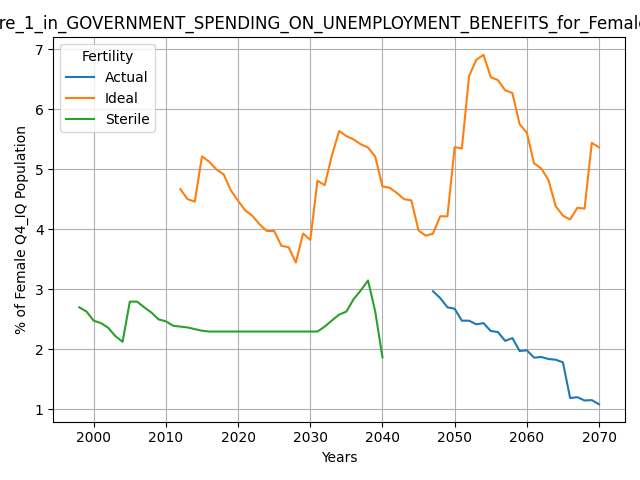 re_1_in_GOVERNMENT_SPENDING_ON_UNEMPLOYMENT_BENEFITS_for_Female
Fertility
Actual
Ideal
Sterile
% of Female Q4_IQ Population
7
6
5
4
3
2
1
2000 2010 2020 2030 2040 2050 2060 2070
Years